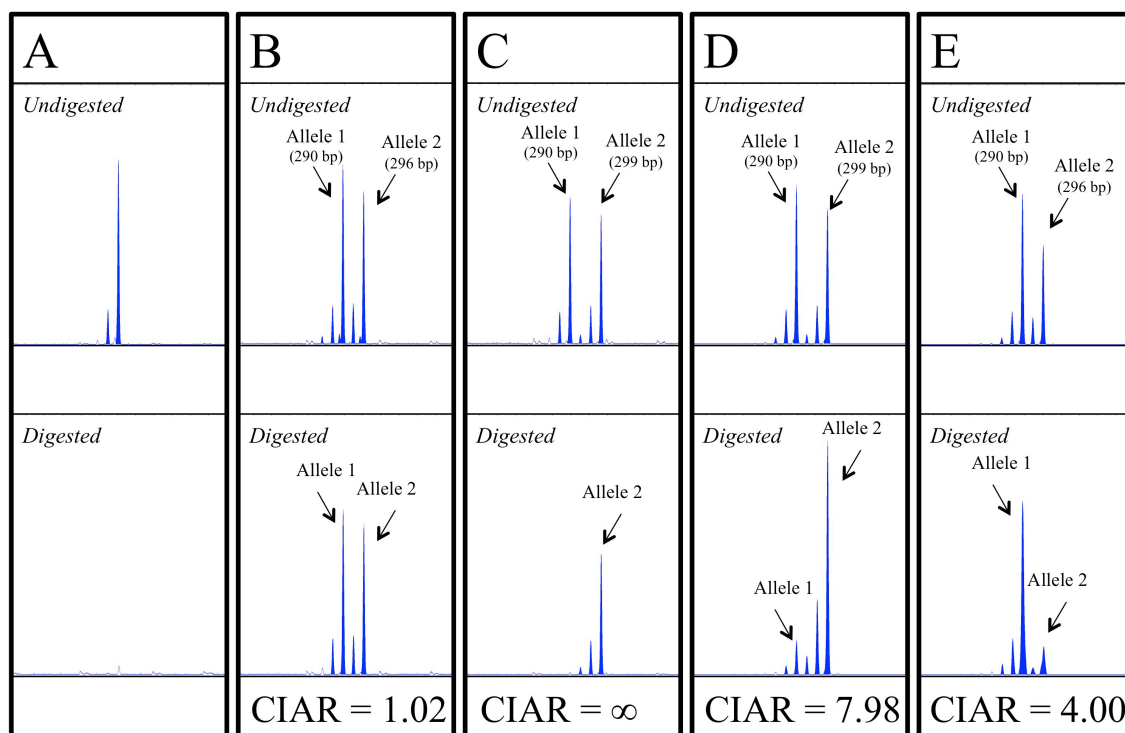 A
Undigested
Digested
B
Undigested
Allele 1
(290 bp)
Allele 2
(296 bp)
Digested
Allele 1
Allele 2
CIAR = 1.02
C
Undigested
Allele 1
(290 bp)
Allele 2
(299 bp)
Digested
Allele 2
CIAR = ∞
D
Undigested
Allele 1
(290 bp)
Allele 2
(299 bp)
Digested
Allele 2
Allele 1
CIAR = 7.98
E
Undigested
Allele 1
(290 bp)
Allele 2
(296 bp)
Digested
Allele 1
Allele 2
CIAR = 4.00